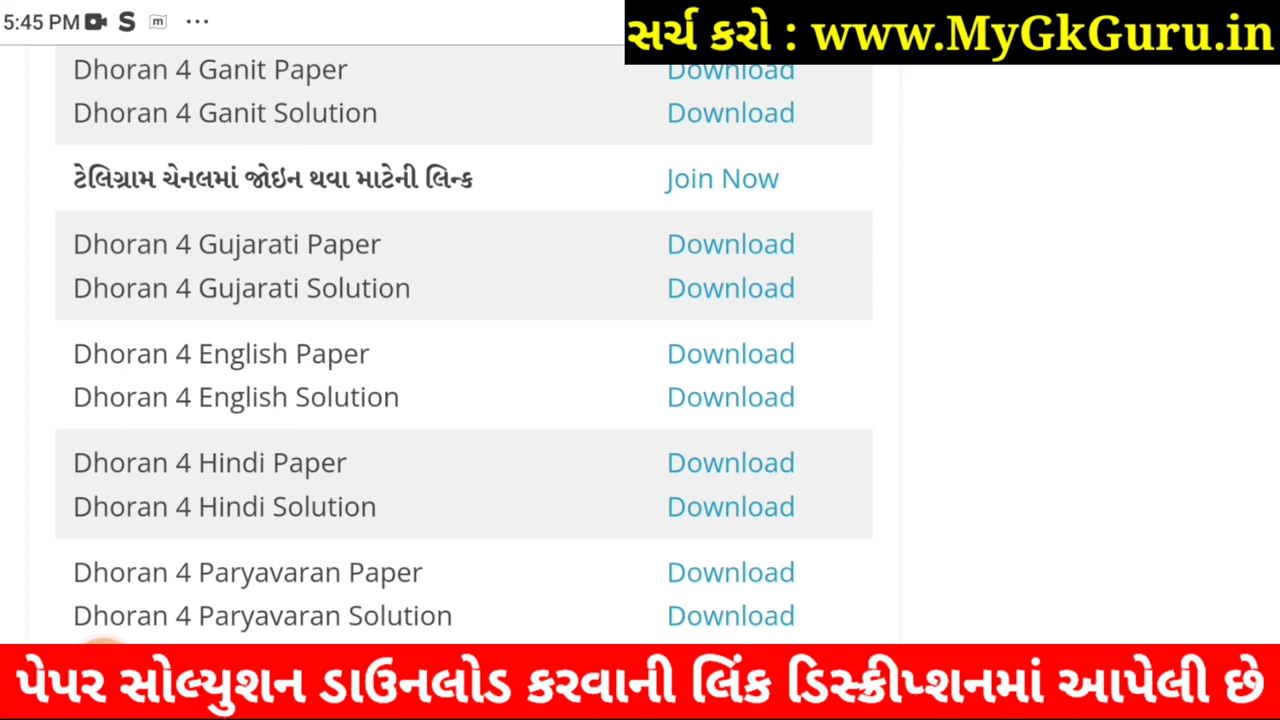 5:45 PM S m ...
સર્ચ કરો : www.MyGkGuru.in
Dhoran 4 Ganit Paper Download
Dhoran 4 Ganit Solution Download
ટેલિગ્રામ ચેનલમાં જોઇન થવા માટેની લિન્ક Join Now
Dhoran 4 Gujarati Paper Download
Dhoran 4 Gujarati Solution Download
Dhoran 4 English Paper Download
Dhoran 4 English Solution Download
Dhoran 4 Hindi Paper Download
Dhoran 4 Hindi Solution Download
Dhoran 4 Paryavaran Paper Download
Dhoran 4 Paryavaran Solution Download
પેપર સોલ્યુશન ડાઉનલોડ કરવાની લિંક ડિસ્ક્રીપ્શનમાં આપેલી છે